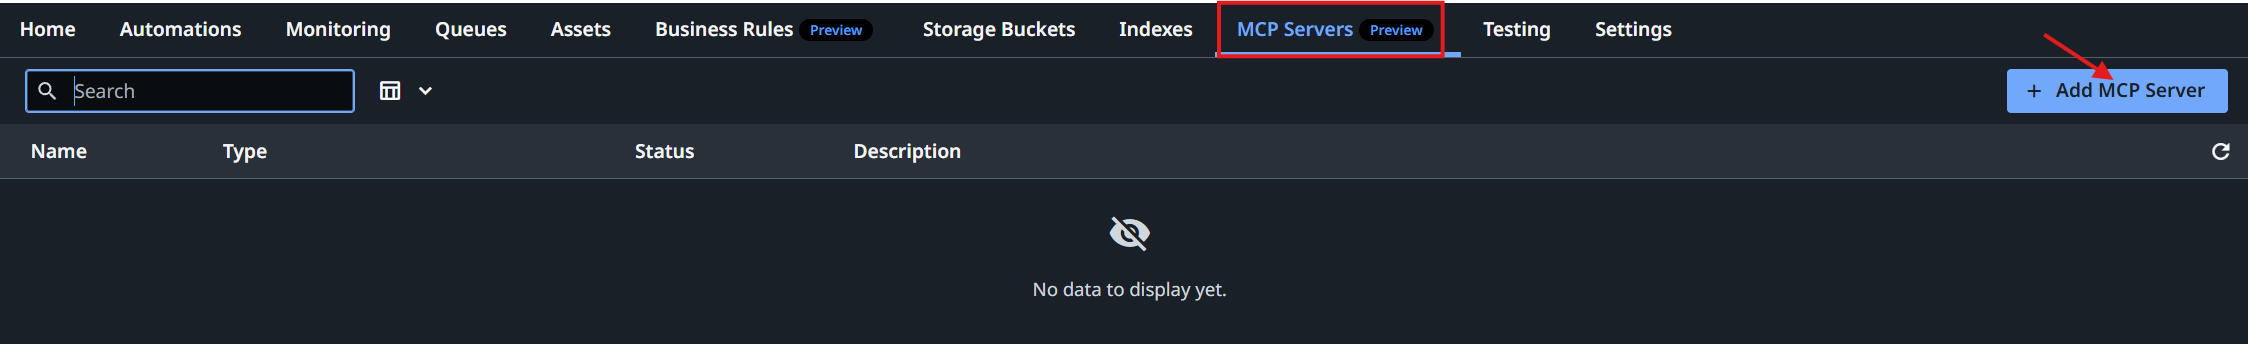 Home Automations Monitoring Queues Assets Business Rules Preview Storage Buckets Indexes MCP Servers Preview Testing Settings
Search + Add MCP Server
Name Type Status Description
No data to display yet.